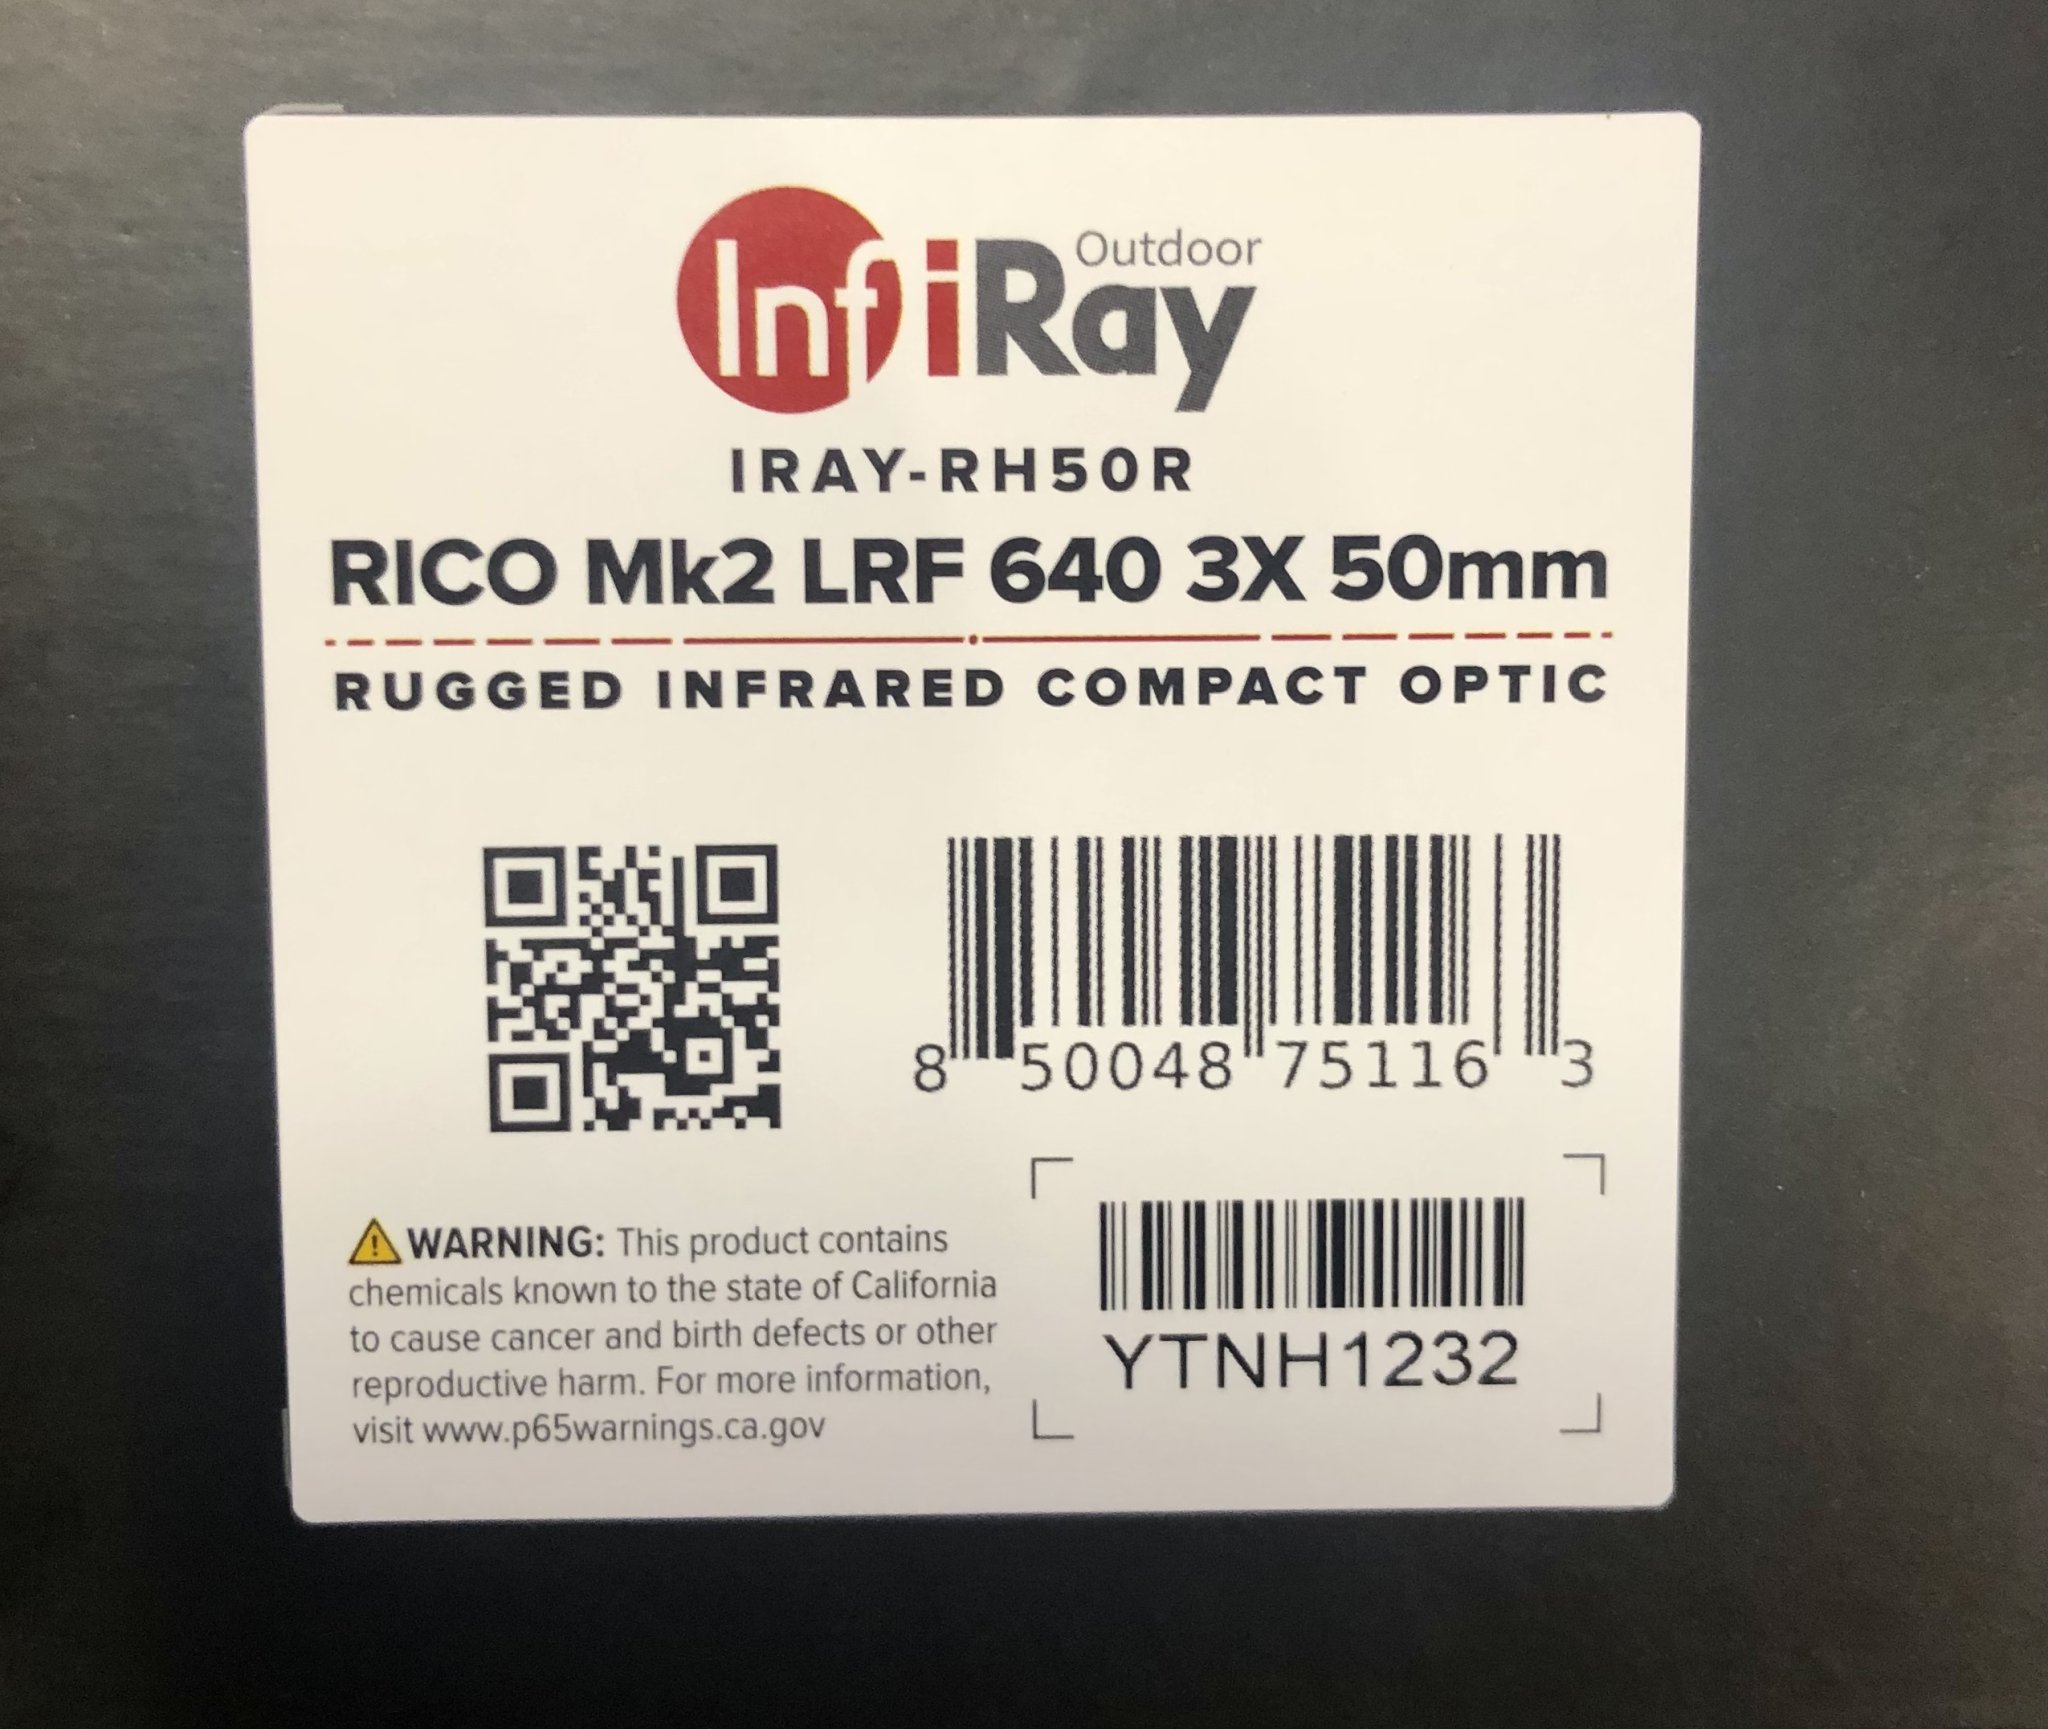 InfiRay Outdoor
IRAY-RH50R
RICO Mk2 LRF 640 3X 50mm
RUGGED INFRARED COMPACT OPTIC
8 50048 75116 3
WARNING: This product contains
chemicals known to the state of California
to cause cancer and birth defects or other
reproductive harm. For more information,
visit www.p65warnings.ca.gov
YTNH1232